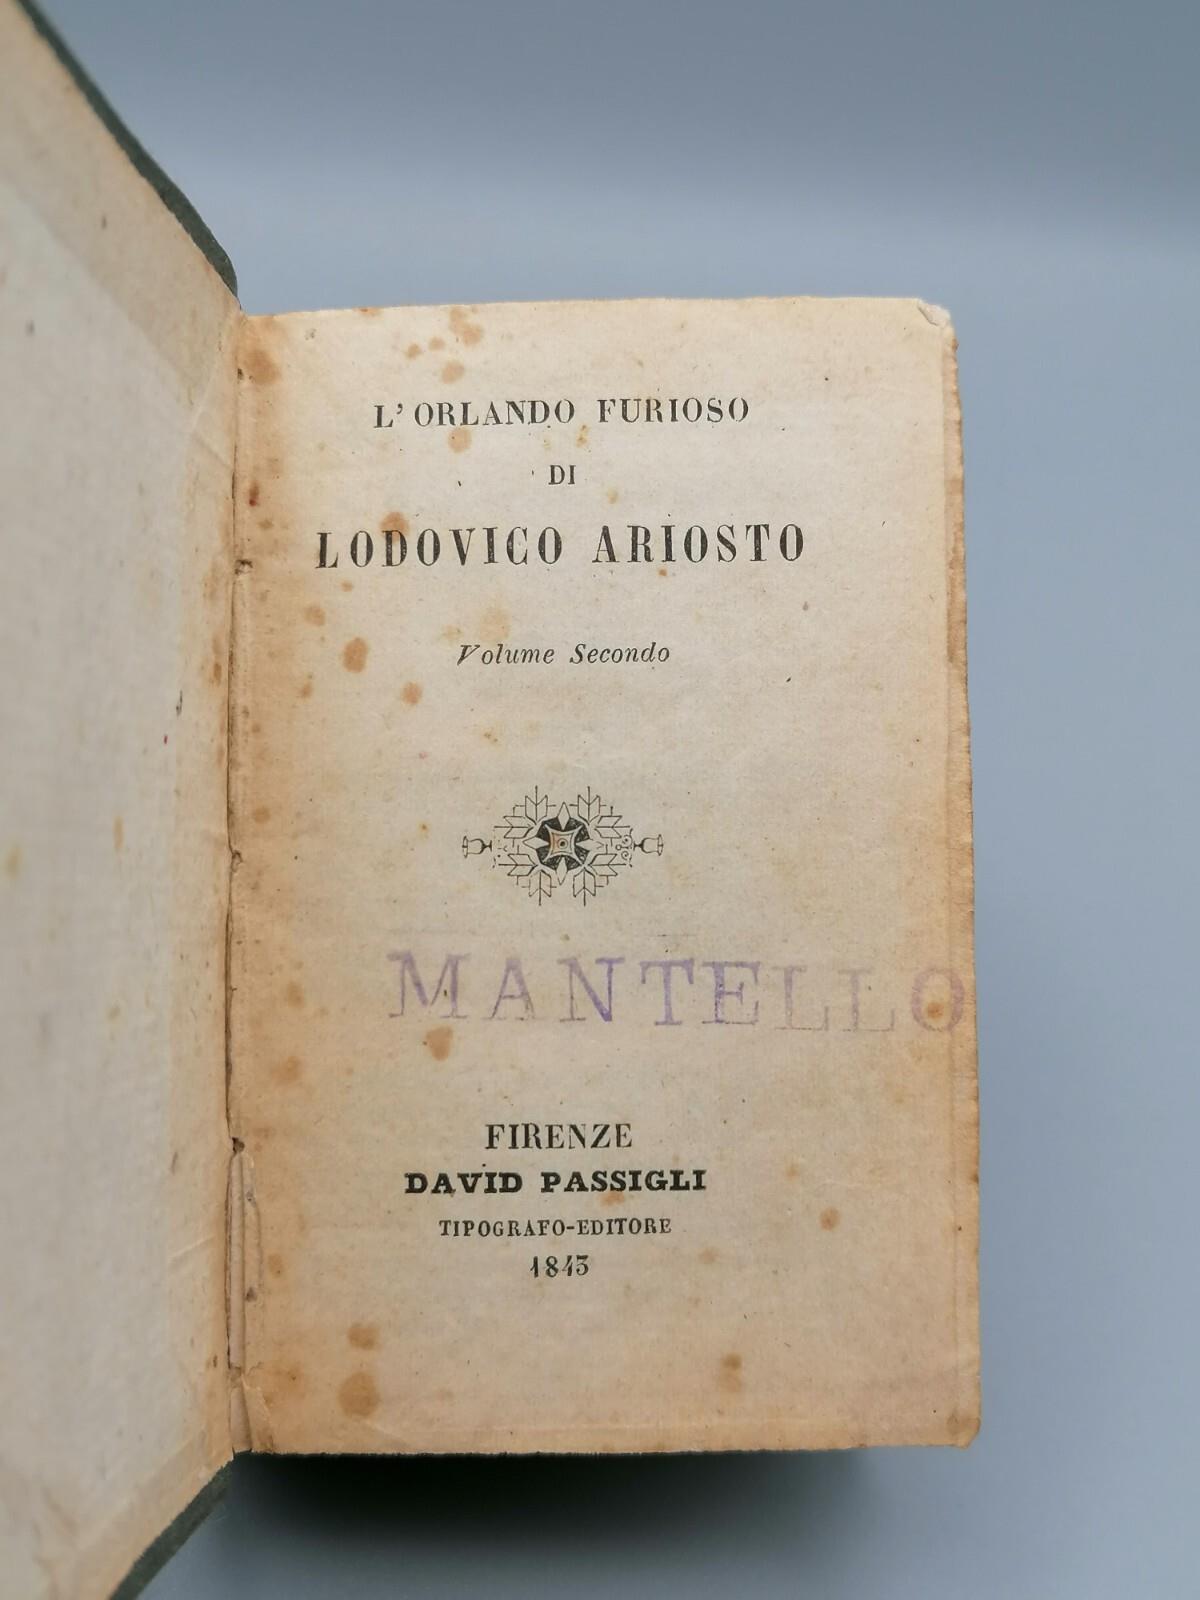 L' ORLANDO FURIOSO
DI
LODOVICO ARIOSTO
Volume Secondo
MANTELLO
FIRENZE
DAVID PASSIGLI
TIPOGRAFO-EDITORE
1843